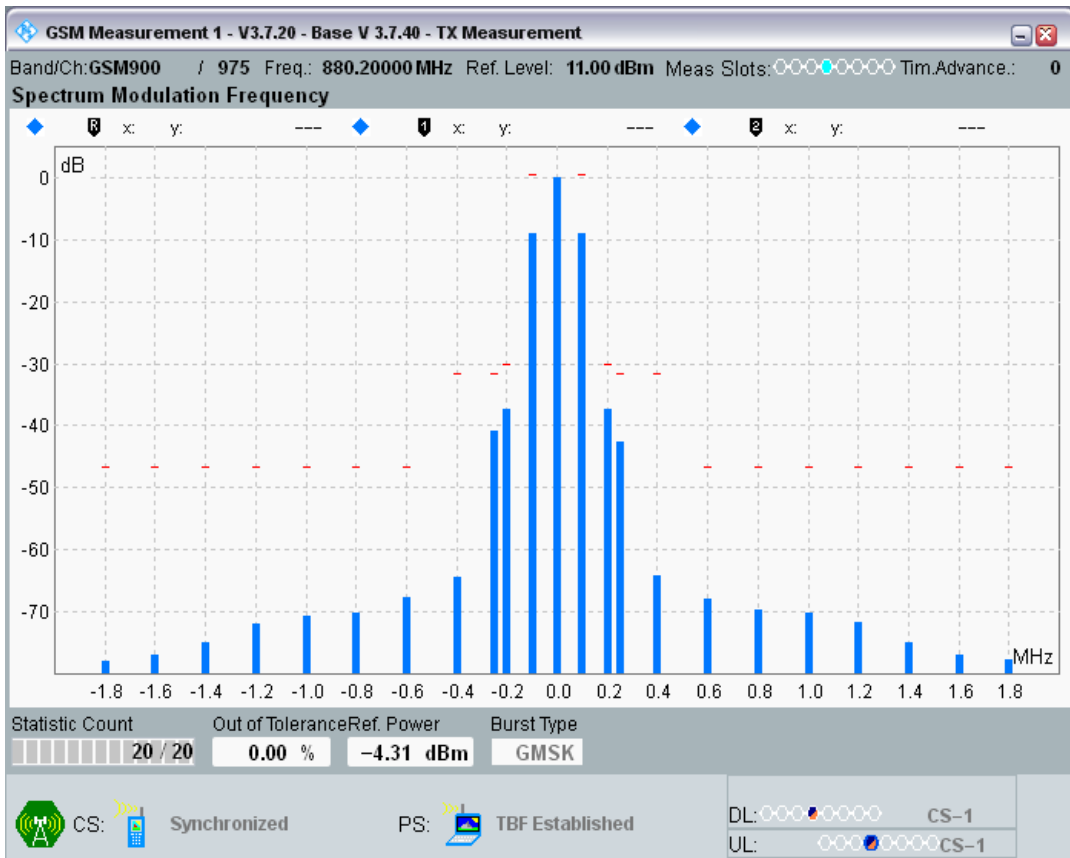 GSM Measurement 1 - V3.7.20 - Base V 3.7.40 - TX Measurement
Band/Ch:GSM900 / 975 Freq.: 880.20000 MHz Ref. Level: 11.00 dBm Meas Slots: Tim.Advance.: 0
Spectrum Modulation Frequency
R x: y: --- 1 x: y: --- 2 x: y: ---
dB
0
-10
-20
-30
-40
-50
-60
-70
MHz
-1.8 -1.6 -1.4 -1.2 -1.0 -0.8 -0.6 -0.4 -0.2 0.0 0.2 0.4 0.6 0.8 1.0 1.2 1.4 1.6 1.8
Statistic Count Out of Tolerance Ref. Power Burst Type
20 / 20 0.00 % -4.31 dBm GMSK
CS: Synchronized PS: TBF Established
DL: CS-1
UL: CS-1